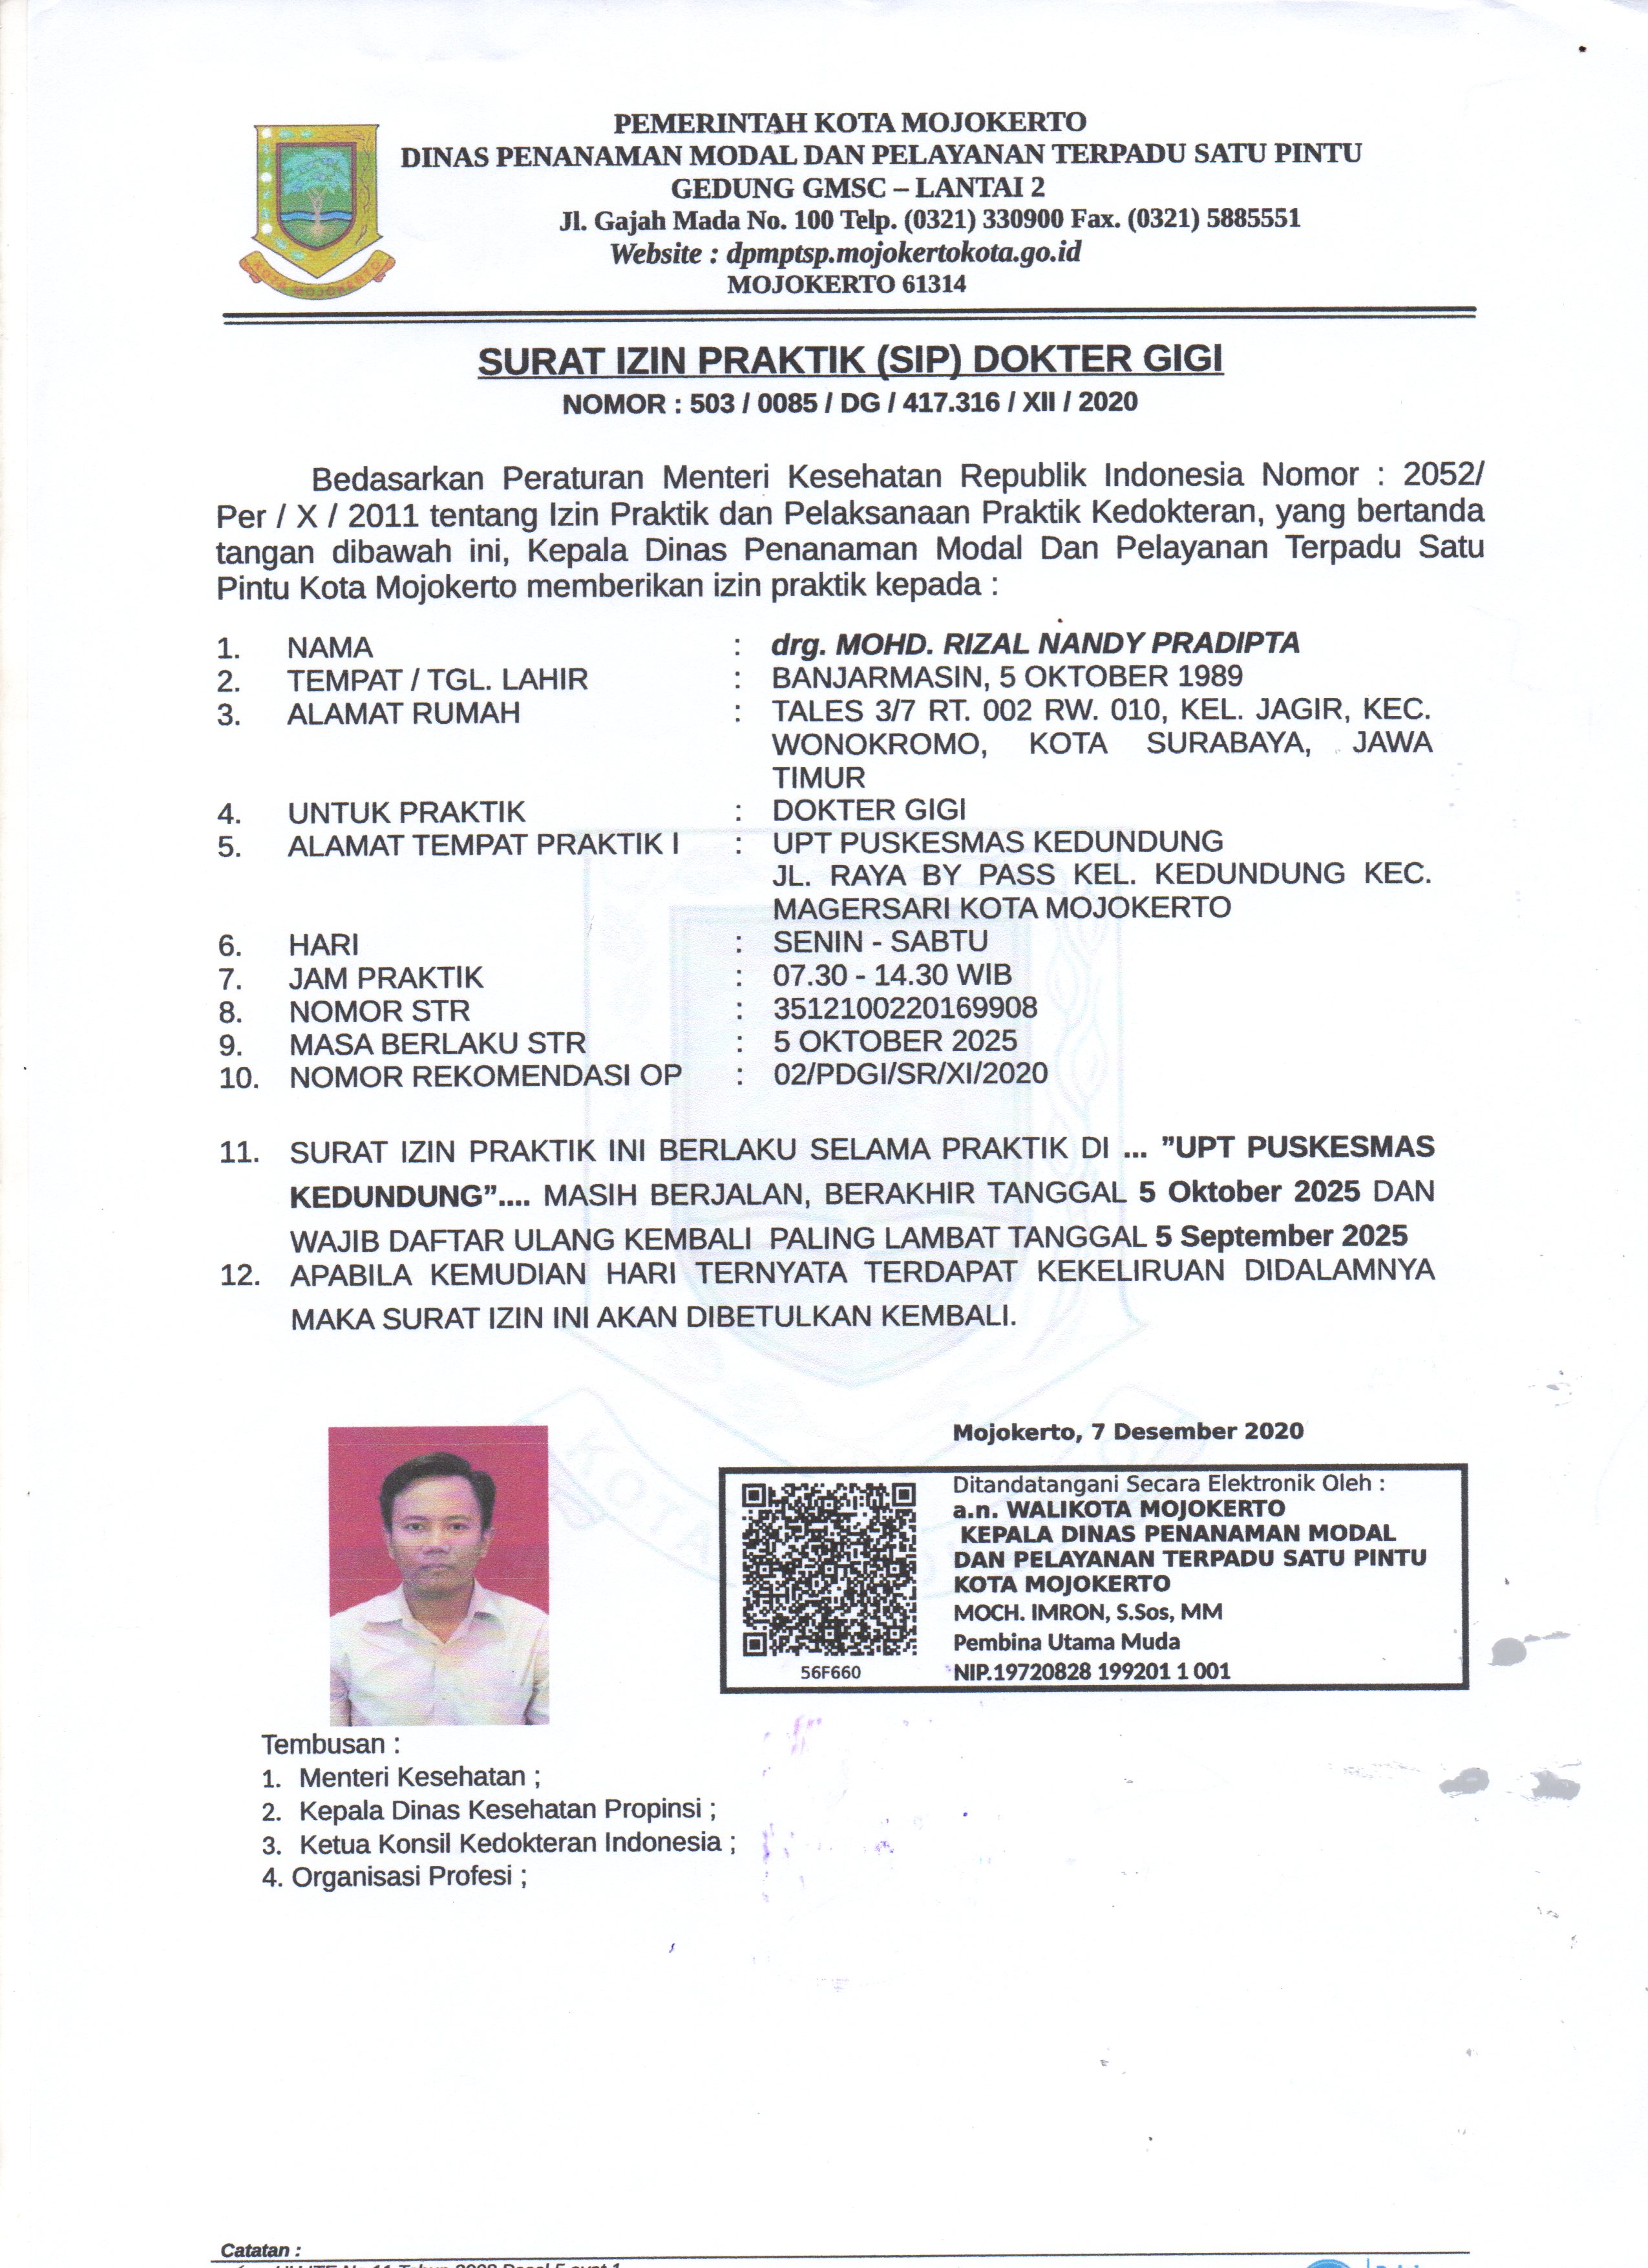 PEMERINTAH KOTA MOJOKERTO
DINAS PENANAMAN MODAL DAN PELAYANAN TERPADU SATU PINTU
GEDUNG GMSC – LANTAI 2
Jl. Gajah Mada No. 100 Telp. (0321) 330900 Fax. (0321) 5885551
Website : dpmptsp.mojokertokota.go.id
MOJOKERTO 61314
KOTA MOJOKERTO
SURAT IZIN PRAKTIK (SIP) DOKTER GIGI
NOMOR : 503 / 0085 / DG / 417.316 / XII / 2020
Bedasarkan Peraturan Menteri Kesehatan Republik Indonesia Nomor : 2052/
Per / X / 2011 tentang Izin Praktik dan Pelaksanaan Praktik Kedokteran, yang bertanda
tangan dibawah ini, Kepala Dinas Penanaman Modal Dan Pelayanan Terpadu Satu
Pintu Kota Mojokerto memberikan izin praktik kepada :
1. NAMA : drg. MOHD. RIZAL NANDY PRADIPTA
2. TEMPAT / TGL. LAHIR : BANJARMASIN, 5 OKTOBER 1989
3. ALAMAT RUMAH : TALES 3/7 RT. 002 RW. 010, KEL. JAGIR, KEC.
WONOKROMO, KOTA SURABAYA, JAWA
TIMUR
4. UNTUK PRAKTIK : DOKTER GIGI
5. ALAMAT TEMPAT PRAKTIK I : UPT PUSKESMAS KEDUNDUNG
JL. RAYA BY PASS KEL. KEDUNDUNG KEC.
MAGERSARI KOTA MOJOKERTO
6. HARI : SENIN - SABTU
7. JAM PRAKTIK : 07.30 - 14.30 WIB
8. NOMOR STR : 3512100220169908
9. MASA BERLAKU STR : 5 OKTOBER 2025
10. NOMOR REKOMENDASI OP : 02/PDGI/SR/XI/2020
11. SURAT IZIN PRAKTIK INI BERLAKU SELAMA PRAKTIK DI ... ”UPT PUSKESMAS
KEDUNDUNG”.... MASIH BERJALAN, BERAKHIR TANGGAL 5 Oktober 2025 DAN
WAJIB DAFTAR ULANG KEMBALI PALING LAMBAT TANGGAL 5 September 2025
12. APABILA KEMUDIAN HARI TERNYATA TERDAPAT KEKELIRUAN DIDALAMNYA
MAKA SURAT IZIN INI AKAN DIBETULKAN KEMBALI.
Mojokerto, 7 Desember 2020
Ditandatangani Secara Elektronik Oleh :
a.n. WALIKOTA MOJOKERTO
KEPALA DINAS PENANAMAN MODAL
DAN PELAYANAN TERPADU SATU PINTU
KOTA MOJOKERTO
MOCH. IMRON, S.Sos, MM
Pembina Utama Muda
NIP.19720828 199201 1 001
56F660
Tembusan :
1. Menteri Kesehatan ;
2. Kepala Dinas Kesehatan Propinsi ;
3. Ketua Konsil Kedokteran Indonesia ;
4. Organisasi Profesi ;
Catatan :